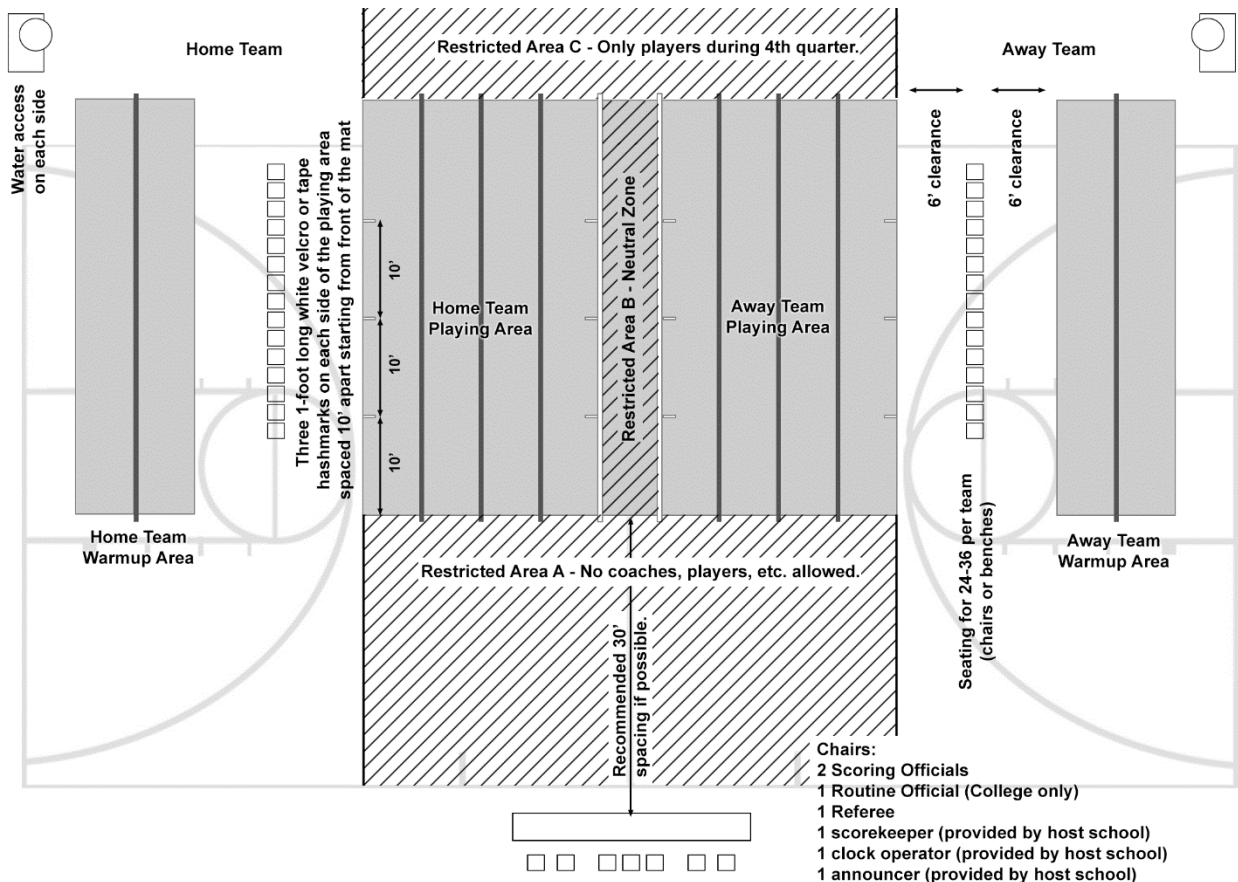 Home Team
Restricted Area C - Only players during 4th quarter.
Away Team
Water access
on each side
6’ clearance
6’ clearance
Three 1-foot long white velcro or tape
hashmarks on each side of the playing area
spaced 10’ apart starting from front of the mat
10’
10’
10’
Home Team
Playing Area
Restricted Area B - Neutral Zone
Away Team
Playing Area
Home Team
Warmup Area
Away Team
Warmup Area
Restricted Area A - No coaches, players, etc. allowed.
Seating for 24-36 per team
(chairs or benches)
Recommended 30’
spacing if possible.
Chairs:
2 Scoring Officials
1 Routine Official (College only)
1 Referee
1 scorekeeper (provided by host school)
1 clock operator (provided by host school)
1 announcer (provided by host school)